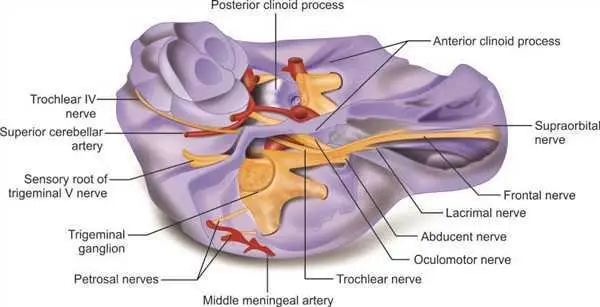 Posterior clinoid process
Anterior clinoid process
Trochlear IV
nerve
Superior cerebellar
artery
Sensory root of
trigeminal V nerve
Trigeminal
ganglion
Petrosal nerves
Middle meningeal artery
Supraorbital
nerve
Frontal nerve
Lacrimal nerve
Abducent nerve
Oculomotor nerve
Trochlear nerve